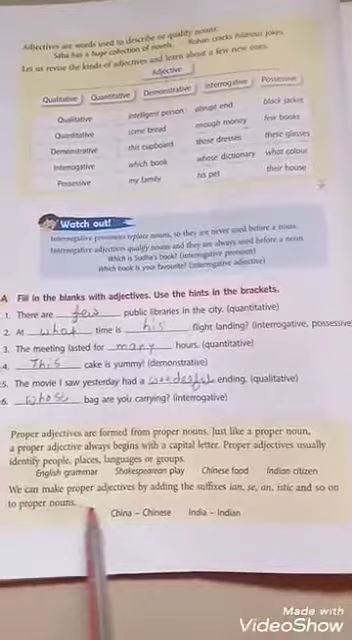 Adjectives are words used to describe or qualify nouns.
Saba has a huge collection of novels. Rohan cracks hilarious jokes.
Let us revise the kinds of adjectives and learn about a few new ones.
Adjective
Qualitative Quantitative Demonstrative Interrogative Possessive
Qualitative intelligent person abrupt end black jacket
Quantitative some bread enough money few books
Demonstrative this cupboard those dresses these glasses
Interrogative which book whose dictionary what colour
Possessive my family his pet their house
Watch out!
Interrogative pronouns replace nouns, so they are never used before a noun.
Interrogative adjectives qualify nouns and they are always used before a noun.
Which is Sudha's book? (interrogative pronoun)
Which book is your favourite? (interrogative adjective)
A Fill in the blanks with adjectives. Use the hints in the brackets.
1. There are few public libraries in the city. (quantitative)
2. At what time is his flight landing? (interrogative, possessive)
3. The meeting lasted for many hours. (quantitative)
4. This cake is yummy! (demonstrative)
5. The movie I saw yesterday had a ending. (qualitative)
6. whose bag are you carrying? (interrogative)
Proper adjectives are formed from proper nouns. Just like a proper noun,
a proper adjective always begins with a capital letter. Proper adjectives usually
identify people, places, languages or groups.
English grammar Shakespearean play Chinese food Indian citizen
We can make proper adjectives by adding the suffixes ian, se, an, istic and so on
to proper nouns.
China – Chinese India – Indian
Made with
VideoShow